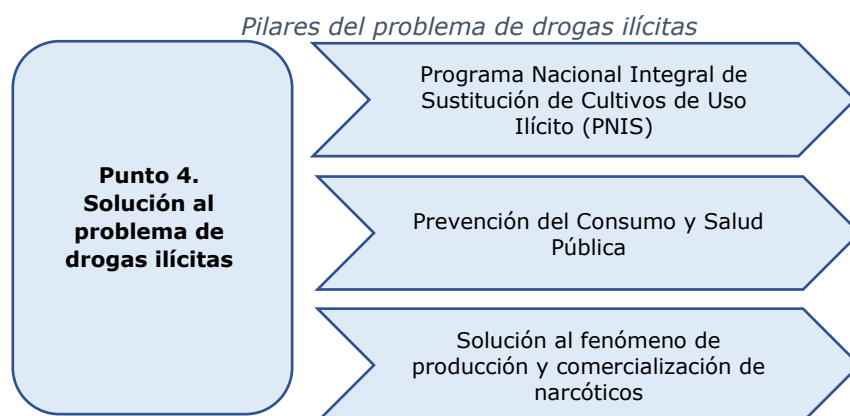 Pilares del problema de drogas ilícitas
Punto 4.
Solución al
problema de
drogas ilícitas
Programa Nacional Integral de
Sustitución de Cultivos de Uso
Ilícito (PNIS)
Prevención del Consumo y Salud
Pública
Solución al fenómeno de
producción y comercialización de
narcóticos